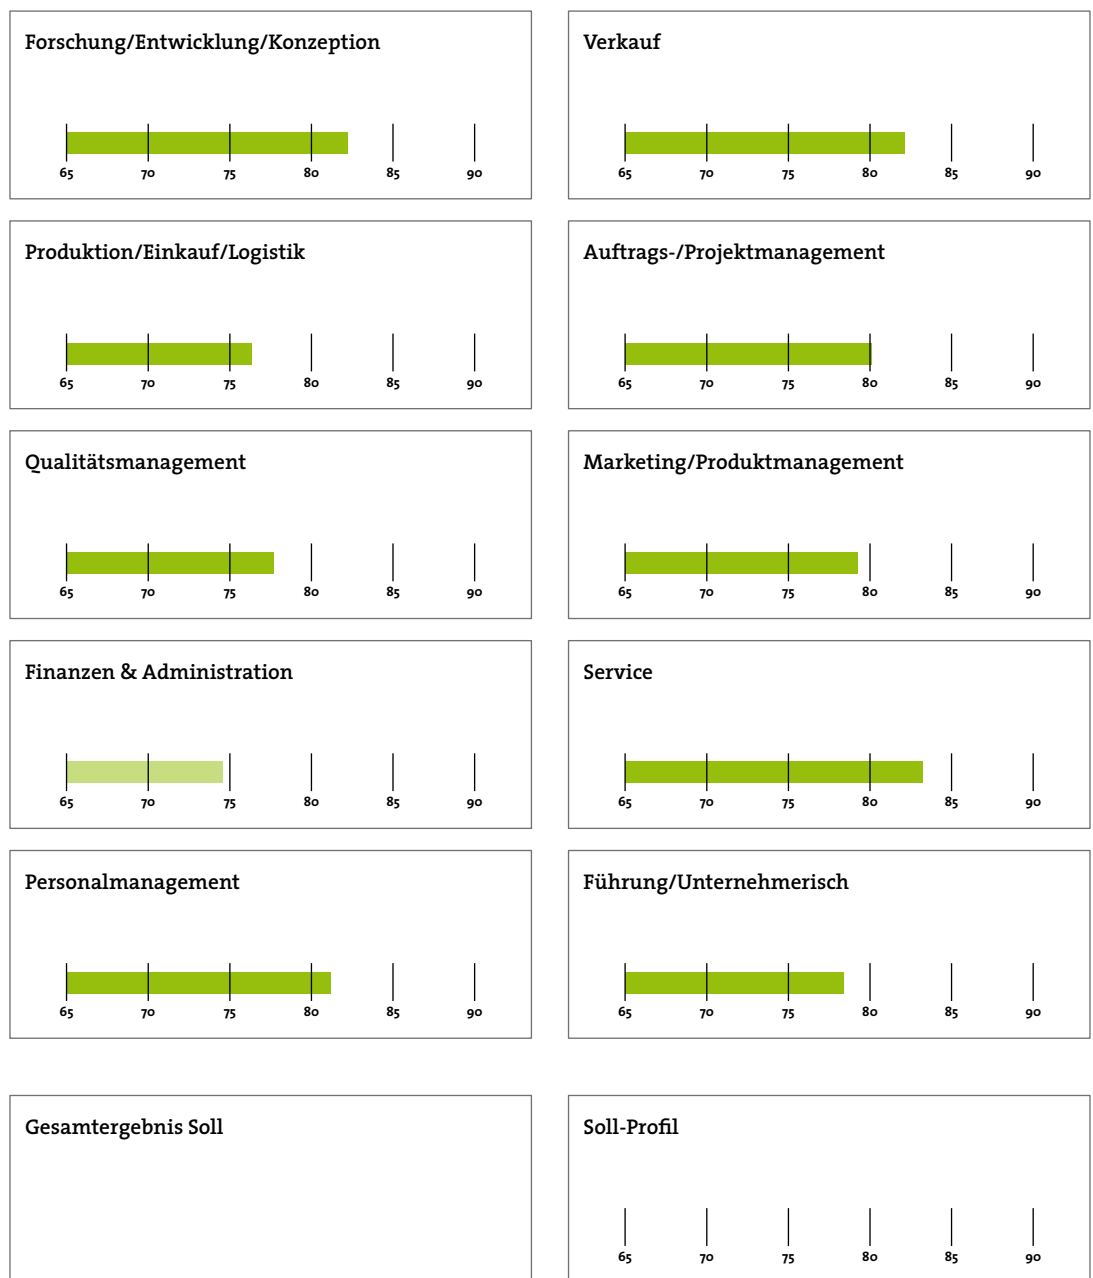 Forschung/Entwicklung/Konzeption
65 70 75 80 85 90
Verkauf
65 70 75 80 85 90
Produktion/Einkauf/Logistik
65 70 75 80 85 90
Auftrags-/Projektmanagement
65 70 75 80 85 90
Qualitätsmanagement
65 70 75 80 85 90
Marketing/Produktmanagement
65 70 75 80 85 90
Finanzen & Administration
65 70 75 80 85 90
Service
65 70 75 80 85 90
Personalmanagement
65 70 75 80 85 90
Führung/Unternehmerisch
65 70 75 80 85 90
Gesamtergebnis Soll
Soll-Profil
65 70 75 80 85 90